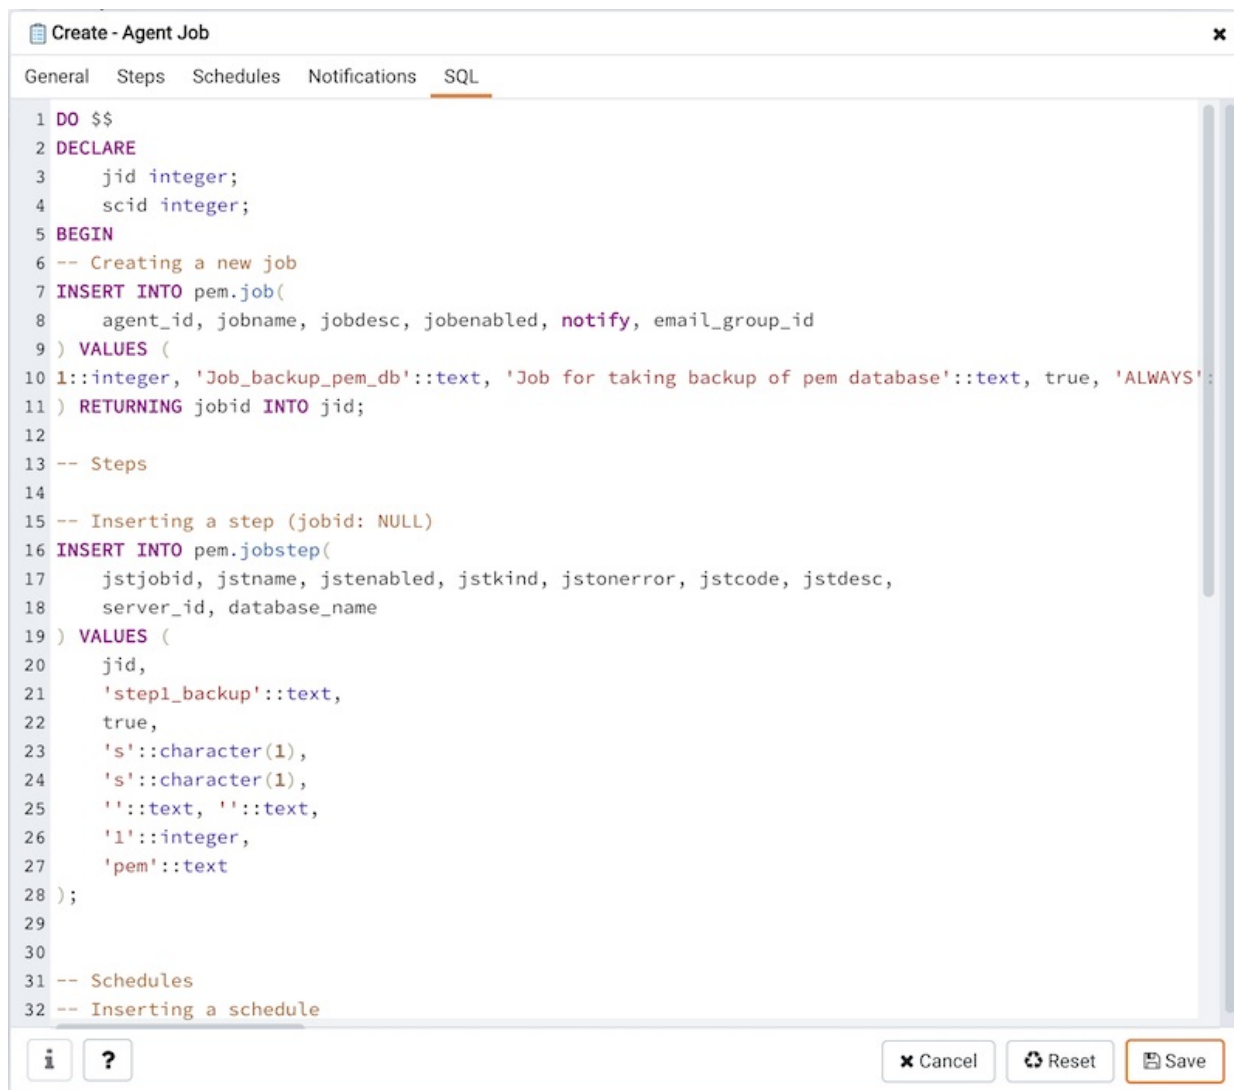 Create - Agent Job
General Steps Schedules Notifications SQL
1 DO $$
2 DECLARE
3 jid integer;
4 scid integer;
5 BEGIN
6 -- Creating a new job
7 INSERT INTO pem.job(
8 agent_id, jobname, jobdesc, jobenabled, notify, email_group_id
9 ) VALUES (
10 1::integer, 'Job_backup_pem_db'::text, 'Job for taking backup of pem database'::text, true, 'ALWAYS':
11 ) RETURNING jobid INTO jid;
12
13 -- Steps
14
15 -- Inserting a step (jobid: NULL)
16 INSERT INTO pem.jobstep(
17 jstjobid, jstname, jstenabled, jstkind, jstonerror, jstcode, jstdesc,
18 server_id, database_name
19 ) VALUES (
20 jid,
21 'step1_backup'::text,
22 true,
23 's'::character(1),
24 's'::character(1),
25 ''::text, ''::text,
26 '1'::integer,
27 'pem'::text
28 );
29
30
31 -- Schedules
32 -- Inserting a schedule
i ? Cancel Reset Save